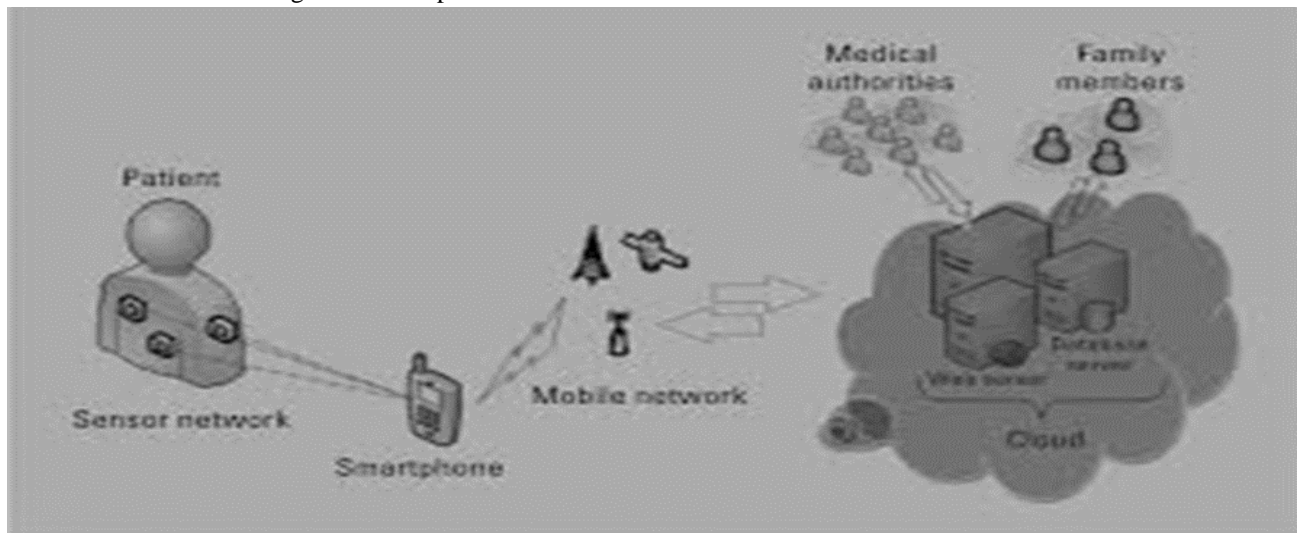 Medical
authorities
Family
members
Patient
Sensor network
Smartphone
Mobile network
Web server
Database
server
Cloud